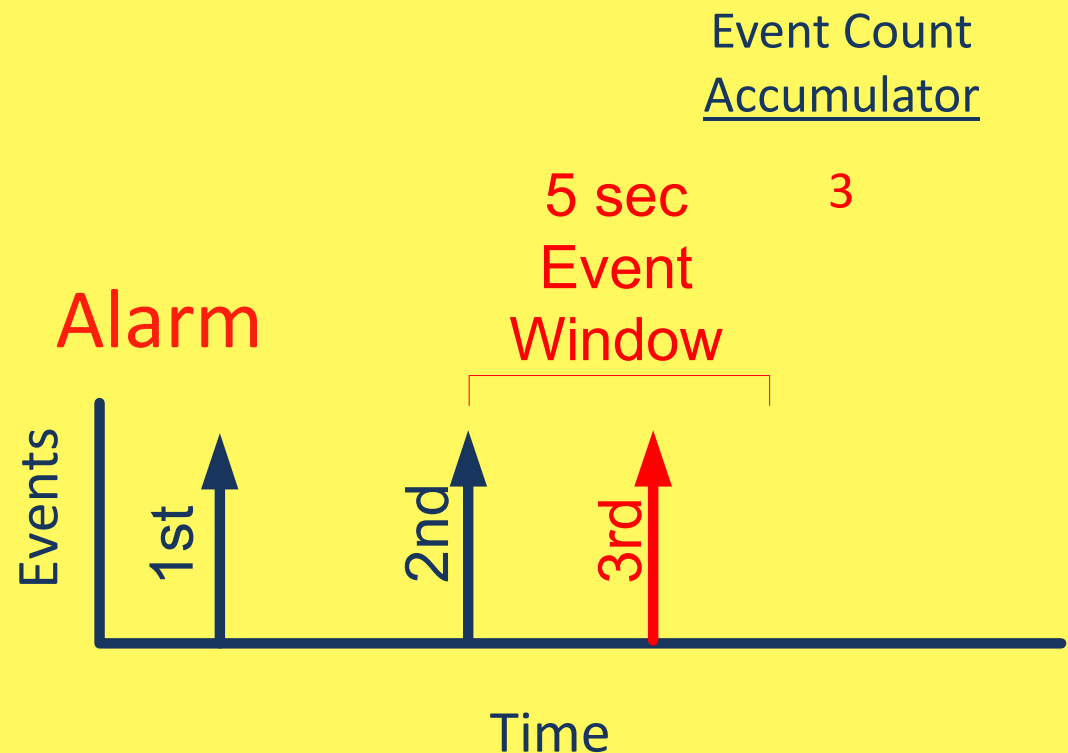 Event Count
Accumulator
5 sec
Event
Window
3
Alarm
Events
1st
2nd
3rd
Time